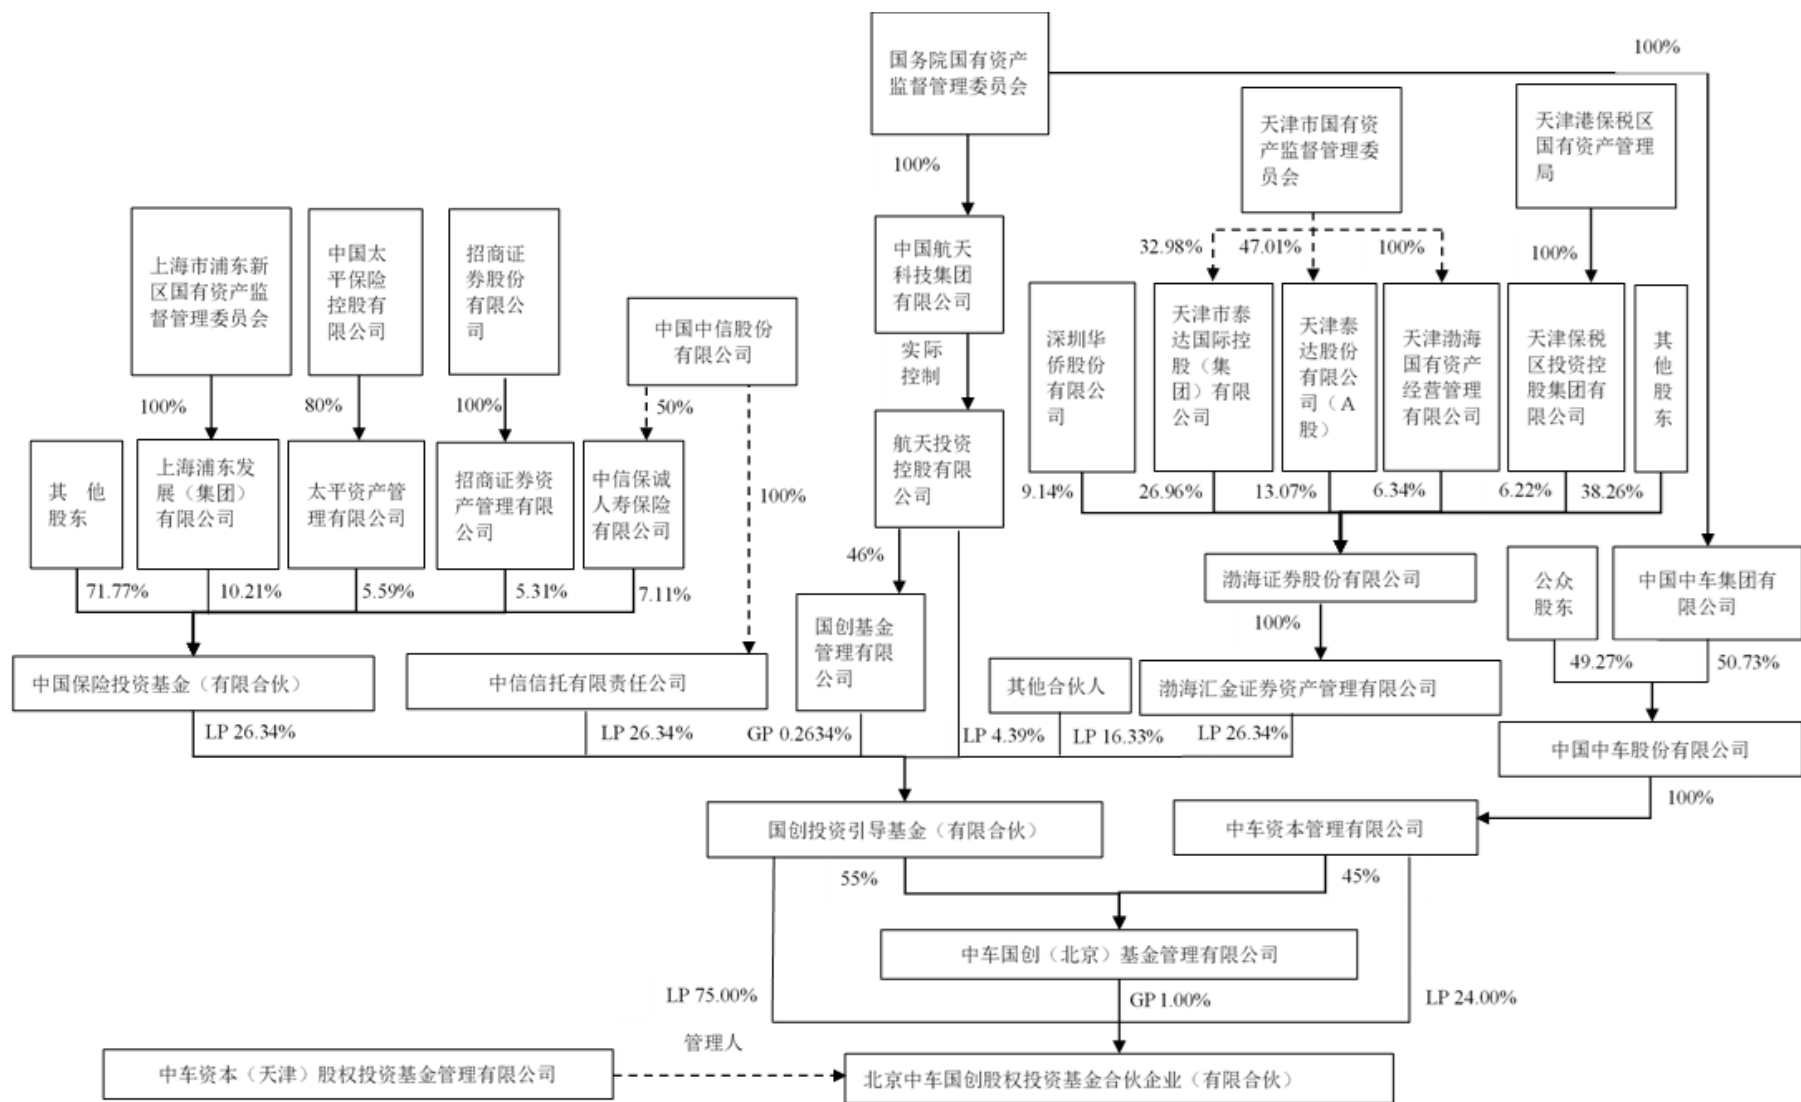 国务院国有资产
监督管理委员会
100%
天津市国有资
产监督管理委
员会
天津港保税区
国有资产管理
局
100%
上海市浦东新
区国有资产监
督管理委员会
中国太
平保险
控股有
限公司
招商证
券股份
有限公
司
中国中信股份
有限公司
中国航天
科技集团
有限公司
32.98%
47.01%
100%
100%
实际
控制
深圳华
侨股份
有限公
司
天津市泰
达国际控
股（集
团）有限
公司
天津泰
达股份
有限公
司（A
股）
天津渤海
国有资产
经营管理
有限公司
天津保税
区投资控
股集团有
限公司
其
他
股
东
100%
80%
100%
50%
100%
其 他
股东
上海浦东发
展（集团）
有限公司
太平资产管
理有限公司
招商证券资
产管理有限
公司
中信保诚
人寿保险
有限公司
航天投资
控股有限
公司
9.14%
26.96%
13.07%
6.34%
6.22%
38.26%
71.77%
10.21%
5.59%
5.31%
7.11%
46%
渤海证券股份有限公司
公众
股东
中国中车集团有
限公司
国创基金
管理有限
公司
100%
49.27%
50.73%
中国保险投资基金（有限合伙）
中信信托有限责任公司
其他合伙人
渤海汇金证券资产管理有限公司
LP 26.34%
LP 26.34%
GP 0.2634%
LP 4.39%
LP 16.33%
LP 26.34%
中国中车股份有限公司
100%
国创投资引导基金（有限合伙）
中车资本管理有限公司
55%
45%
中车国创（北京）基金管理有限公司
LP 75.00%
GP 1.00%
LP 24.00%
管理人
中车资本（天津）股权投资基金管理有限公司
北京中车国创股权投资基金合伙企业（有限合伙）